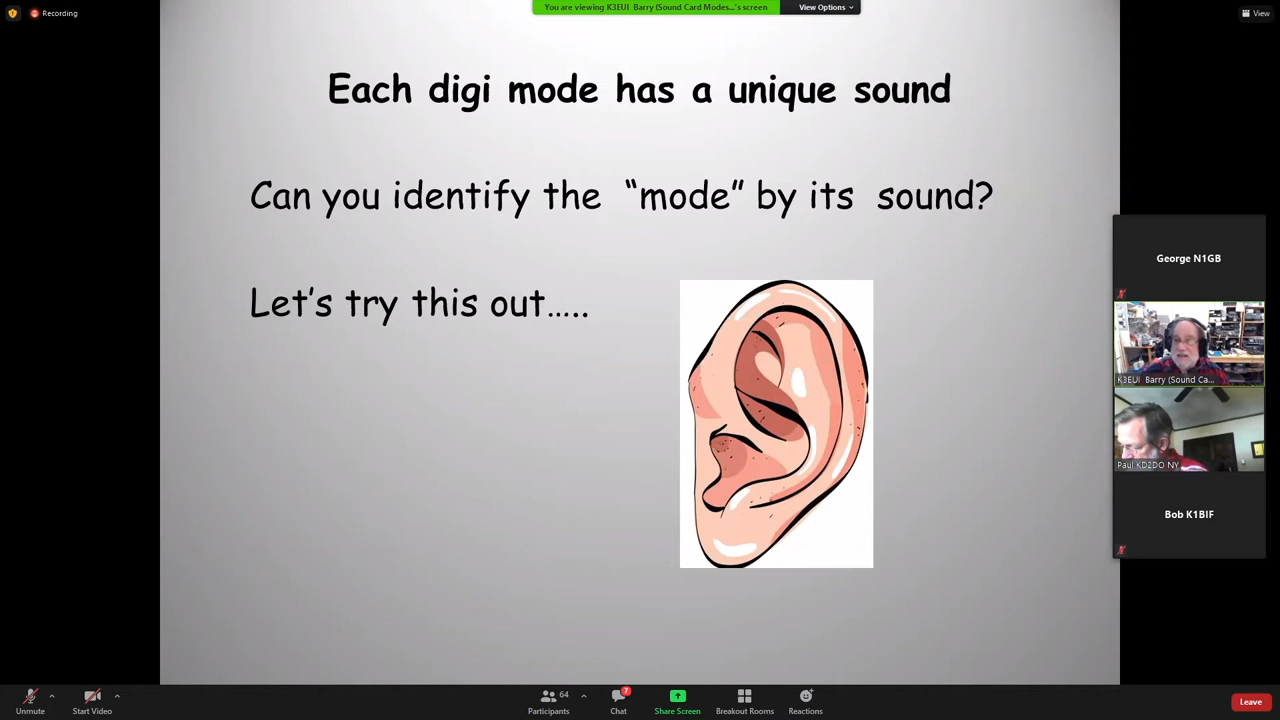 Recording
You are viewing K3EUI Barry (Sound Card Modes...'s screen
View Options
View
Each digi mode has a unique sound
Can you identify the “mode” by its sound?
Let's try this out.....
George N1GB
K3EUI Barry (Sound Ca...
Paul KD2DO NY
Bob K1BIF
Unmute
Start Video
64
Participants
7
Chat
Share Screen
Breakout Rooms
Reactions
Leave